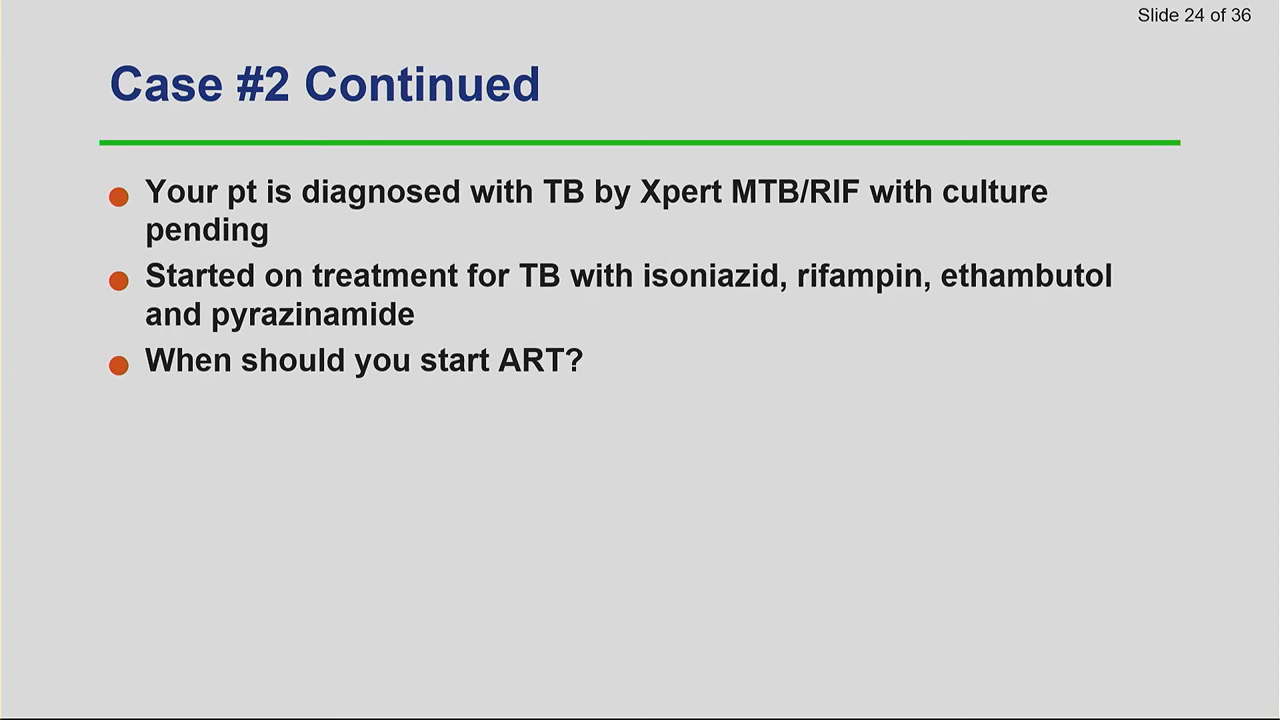 Slide 24 of 36
Case #2 Continued
Your pt is diagnosed with TB by Xpert MTB/RIF with culture
pending
Started on treatment for TB with isoniazid, rifampin, ethambutol
and pyrazinamide
When should you start ART?